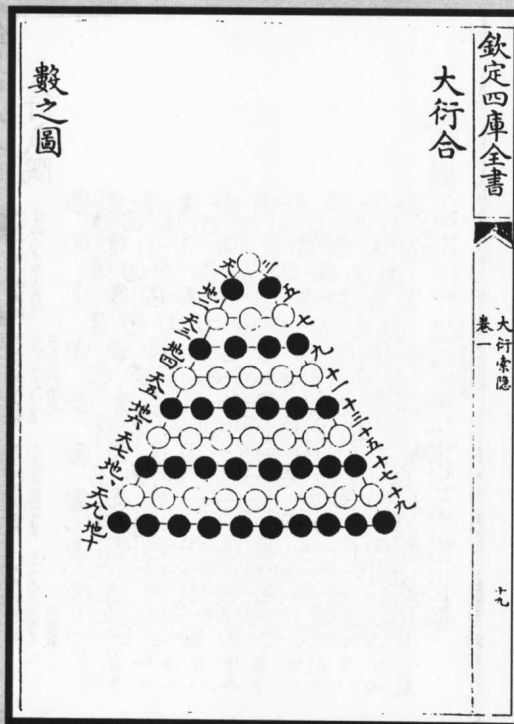 欽定四庫全書
大衍索隱
卷一
十九
大衍合
數之圖
三
五
七
九
十一
十三
十五
十七
十九
天一
地二
天三
地四
天五
地六
天七
地八
天九
地十